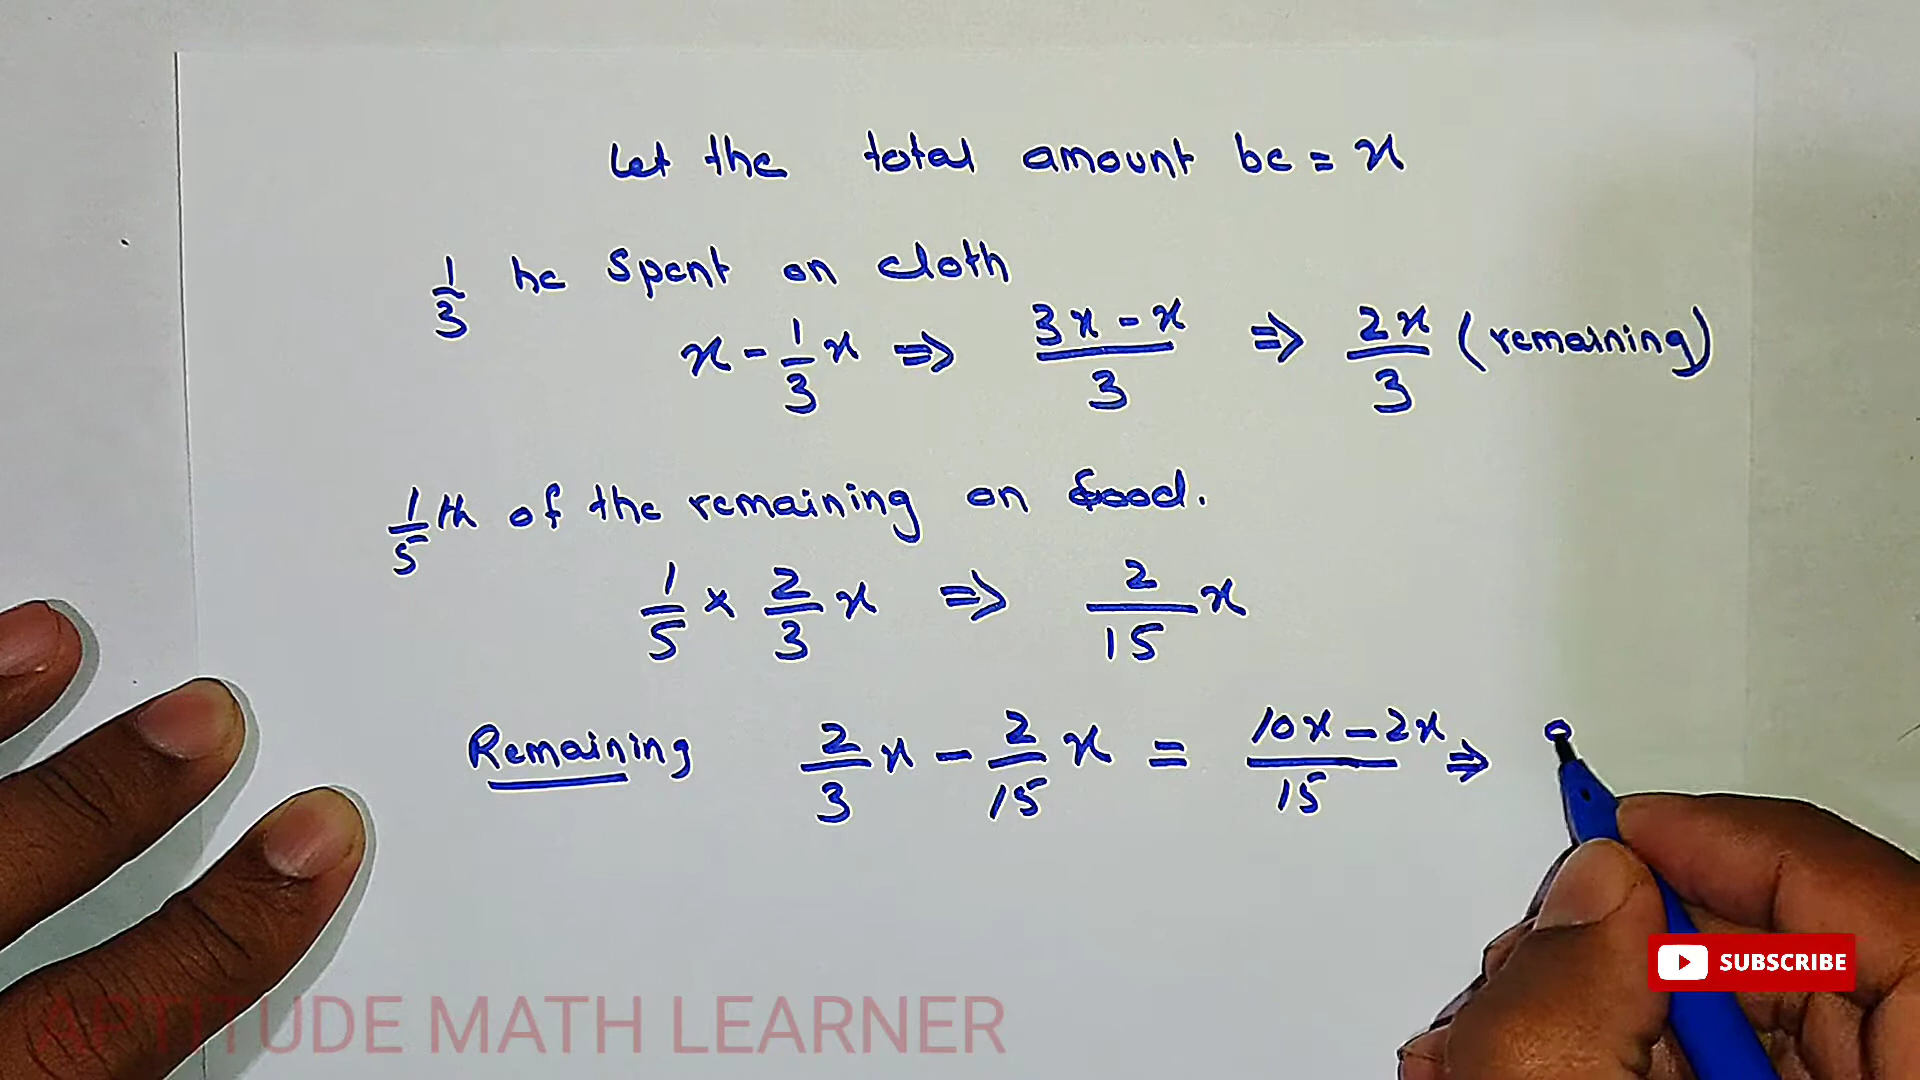 Let the total amount be = x
1/3 he spent on cloth
x - 1/3 x ⇒ 3x - x / 3 ⇒ 2x / 3 (remaining)
1/5 th of the remaining on food.
1/5 × 2/3 x ⇒ 2/15 x
Remaining 2/3 x - 2/15 x = 10x - 2x / 15 ⇒
SUBSCRIBE
APTITUDE MATH LEARNER